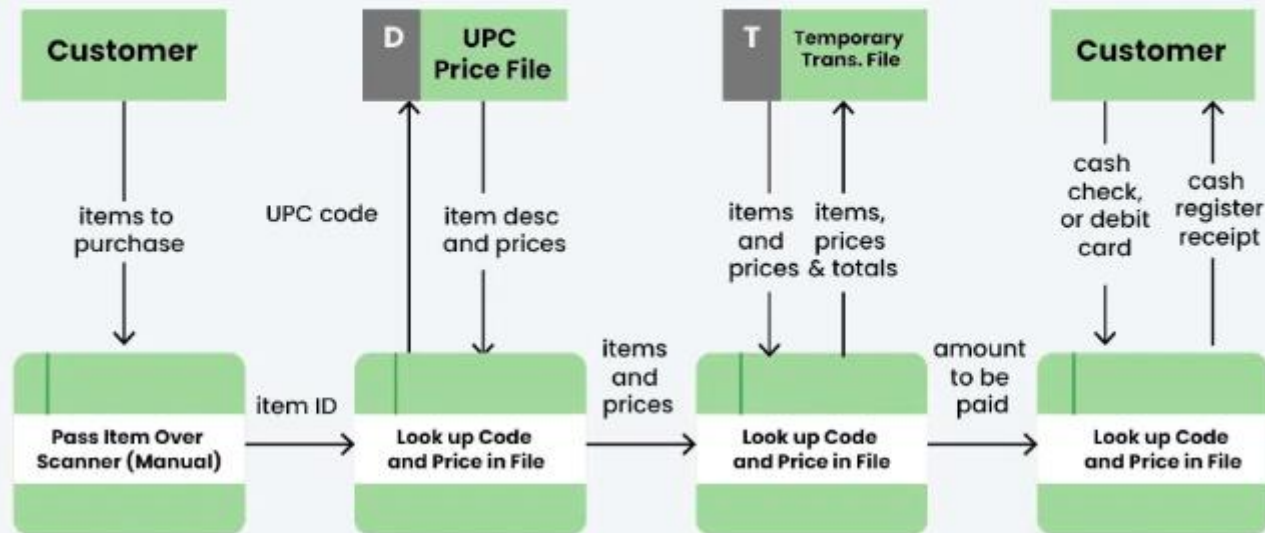 Customer
D
UPC
Price File
T
Temporary
Trans. File
Customer
items to
purchase
UPC code
item desc
and prices
items
and
prices
items,
prices
& totals
cash
check,
or debit
card
cash
register
receipt
item ID
items
and
prices
amount
to be
paid
Pass Item Over
Scanner (Manual)
Look up Code
and Price in File
Look up Code
and Price in File
Look up Code
and Price in File